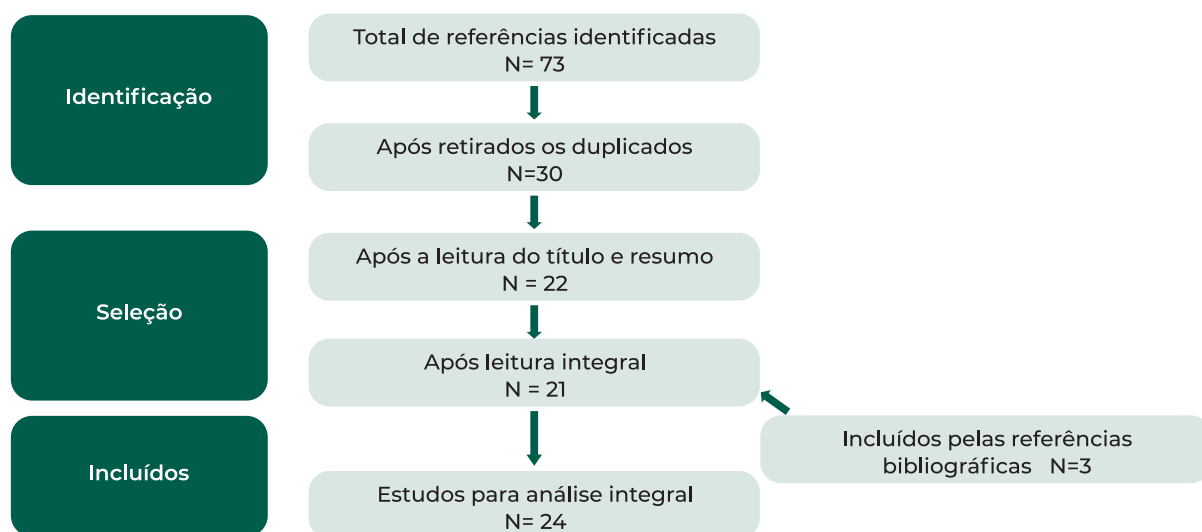 Identificação
Total de referências identificadas
N= 73
Após retirados os duplicados
N=30
Seleção
Após a leitura do título e resumo
N = 22
Após leitura integral
N = 21
Incluídos
Incluídos pelas referências
bibliográficas N=3
Estudos para análise integral
N= 24